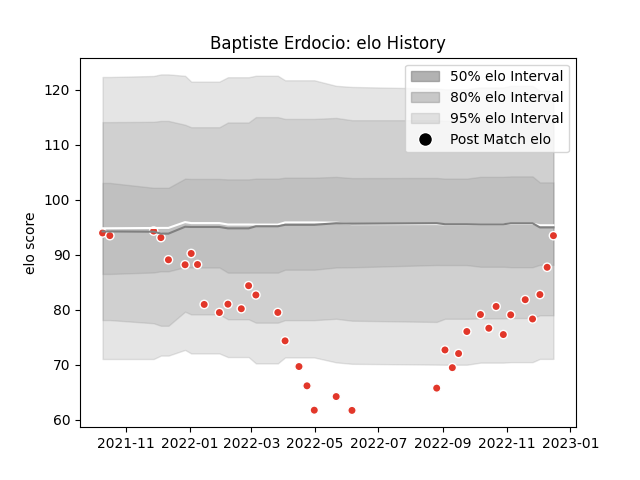 Baptiste Erdocio: elo History
50% elo Interval
80% elo Interval
95% elo Interval
Post Match elo
elo score
120
110
100
90
80
70
60
2021-11
2022-01
2022-03
2022-05
2022-07
2022-09
2022-11
2023-01